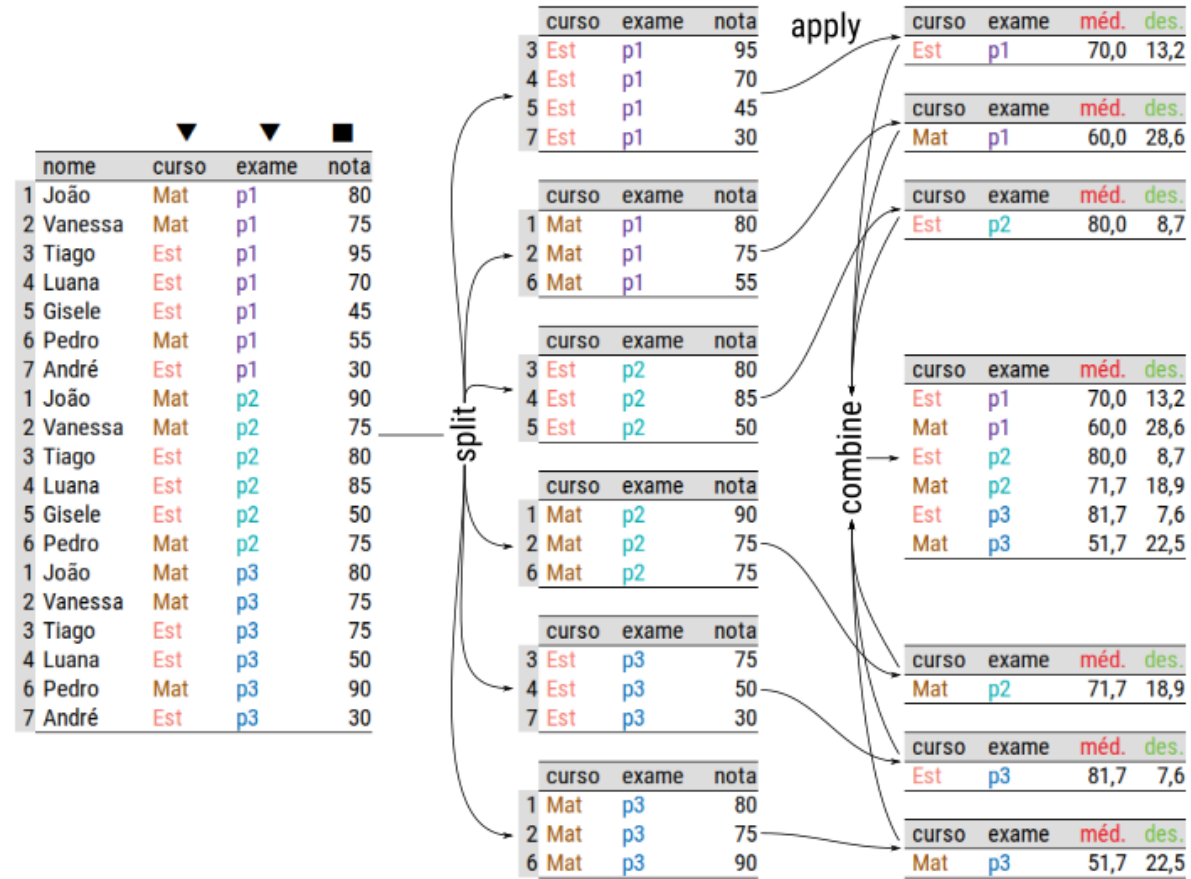 ▼ ▼ ■
nome curso exame nota
1 João Mat p1 80
2 Vanessa Mat p1 75
3 Tiago Est p1 95
4 Luana Est p1 70
5 Gisele Est p1 45
6 Pedro Mat p1 55
7 André Est p1 30
1 João Mat p2 90
2 Vanessa Mat p2 75
3 Tiago Est p2 80
4 Luana Est p2 85
5 Gisele Est p2 50
6 Pedro Mat p2 75
1 João Mat p3 80
2 Vanessa Mat p3 75
3 Tiago Est p3 75
4 Luana Est p3 50
6 Pedro Mat p3 90
7 André Est p3 30
split
curso exame nota
3 Est p1 95
4 Est p1 70
5 Est p1 45
7 Est p1 30
curso exame nota
1 Mat p1 80
2 Mat p1 75
6 Mat p1 55
curso exame nota
3 Est p2 80
4 Est p2 85
5 Est p2 50
curso exame nota
1 Mat p2 90
2 Mat p2 75
6 Mat p2 75
curso exame nota
3 Est p3 75
4 Est p3 50
7 Est p3 30
curso exame nota
1 Mat p3 80
2 Mat p3 75
6 Mat p3 90
apply
curso exame méd. des.
Est p1 70,0 13,2
curso exame méd. des.
Mat p1 60,0 28,6
curso exame méd. des.
Est p2 80,0 8,7
combine
curso exame méd. des.
Est p1 70,0 13,2
Mat p1 60,0 28,6
Est p2 80,0 8,7
Mat p2 71,7 18,9
Est p3 81,7 7,6
Mat p3 51,7 22,5
curso exame méd. des.
Mat p2 71,7 18,9
curso exame méd. des.
Est p3 81,7 7,6
curso exame méd. des.
Mat p3 51,7 22,5